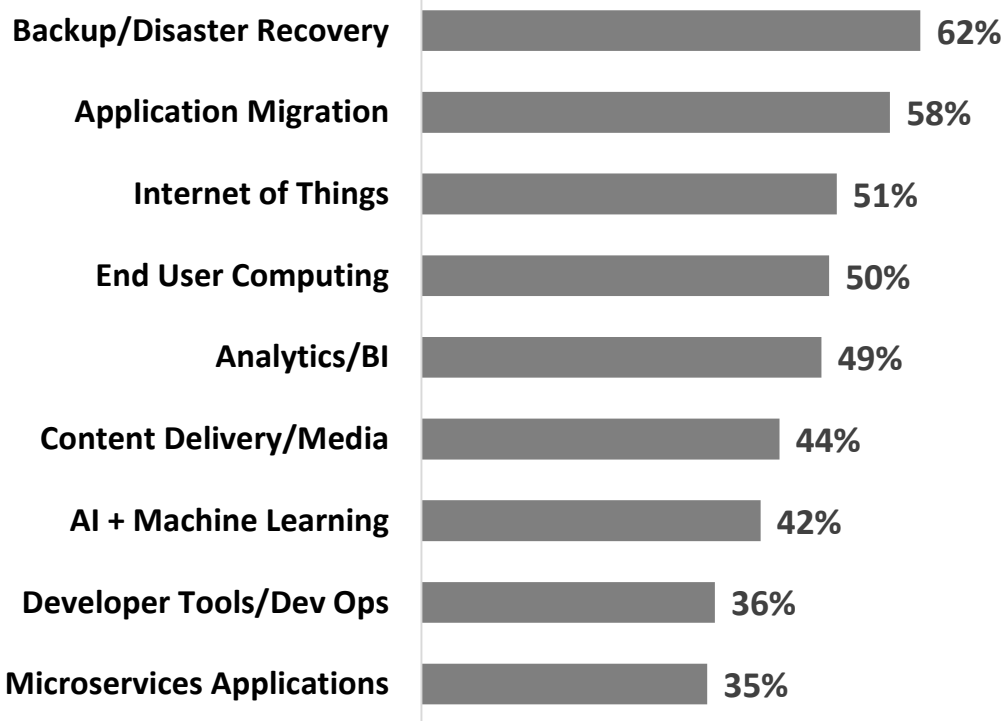 Backup/Disaster Recovery 62%
Application Migration 58%
Internet of Things 51%
End User Computing 50%
Analytics/BI 49%
Content Delivery/Media 44%
AI + Machine Learning 42%
Developer Tools/Dev Ops 36%
Microservices Applications 35%